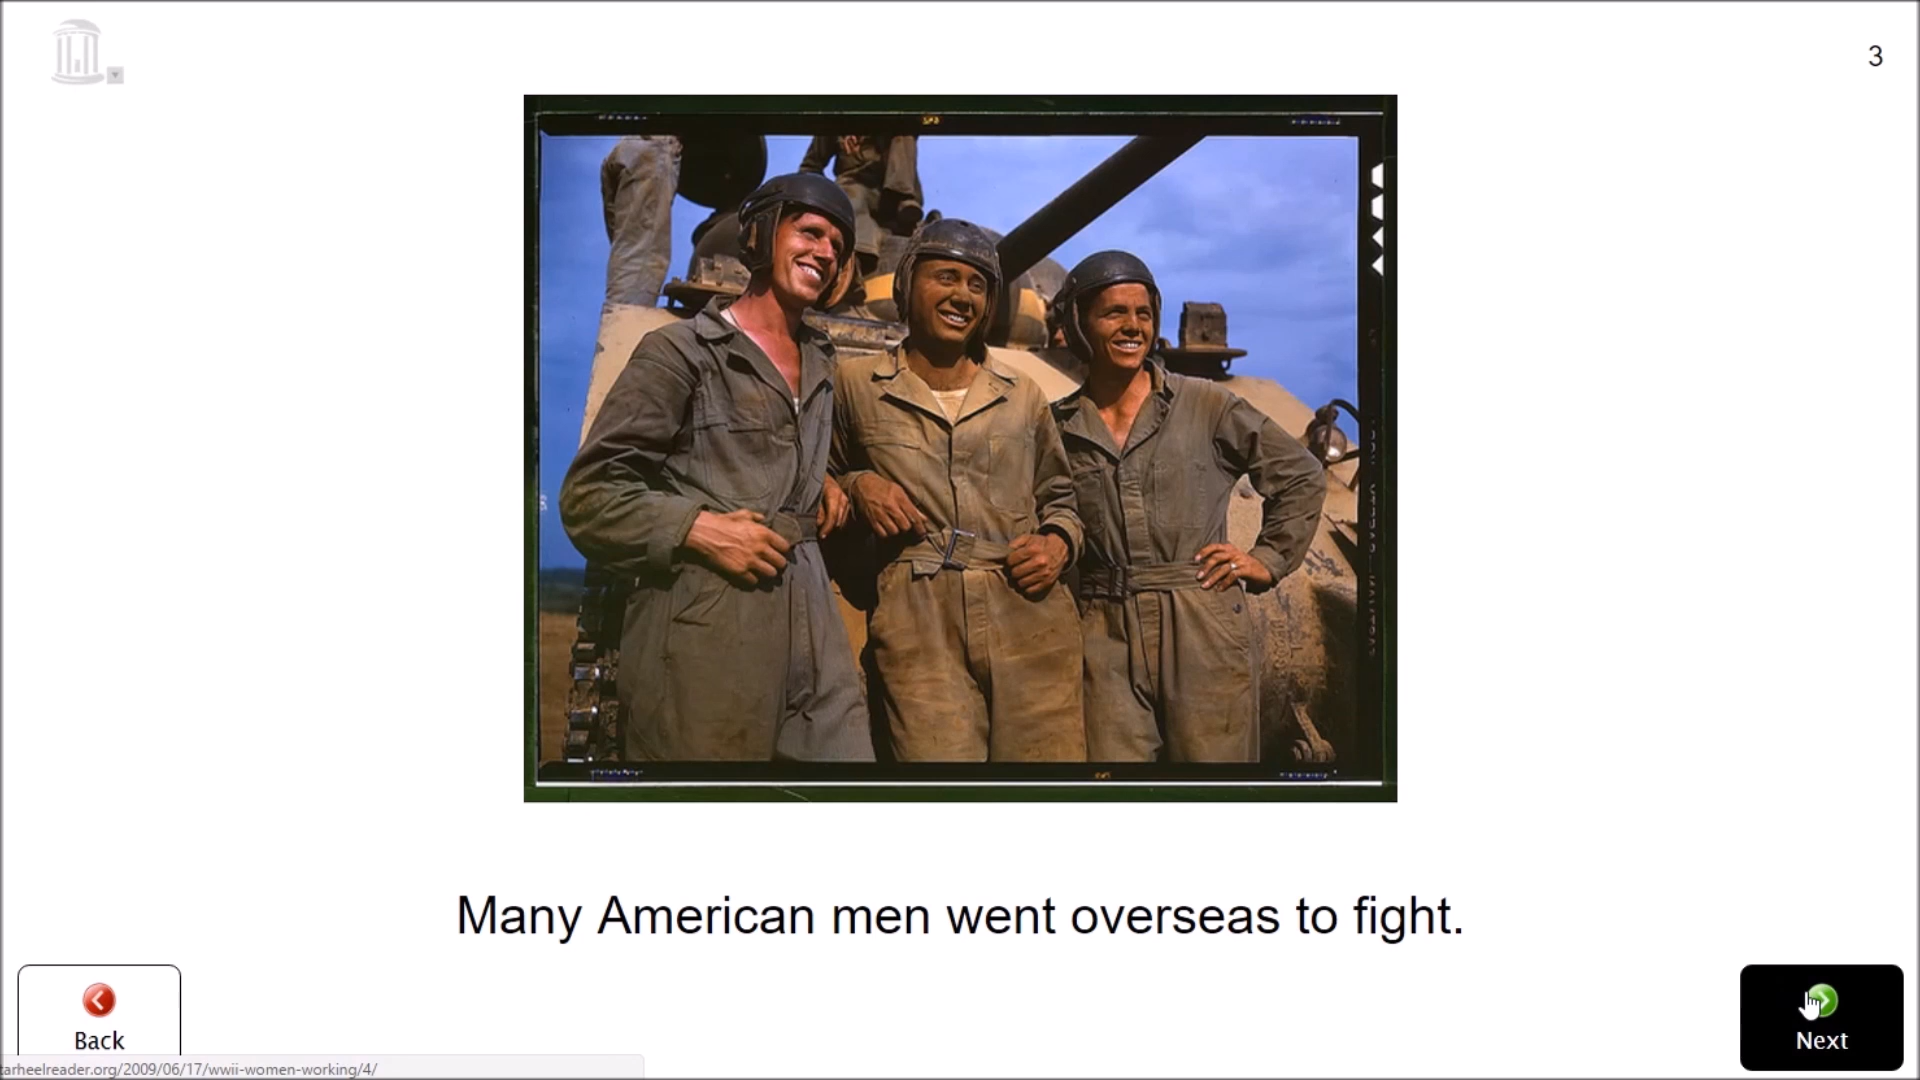 3
Many American men went overseas to fight.
Back
Next
tarheelreader.org/2009/06/17/wwii-women-working/4/